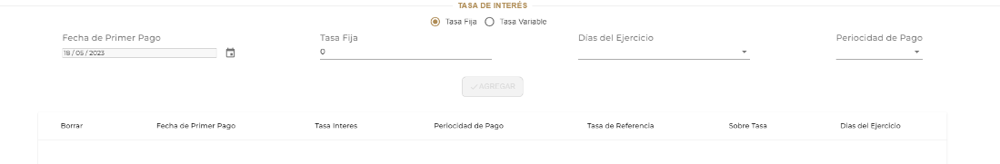 TASA DE INTERÉS
Tasa Fija Tasa Variable
Fecha de Primer Pago Tasa Fija Dias del Ejercicio Periocidad de Pago
18 / 05 / 2023 0
AGREGAR
Borrar Fecha de Primer Pago Tasa Interes Periocidad de Pago Tasa de Referencia Sobre Tasa Dias del Ejercicio